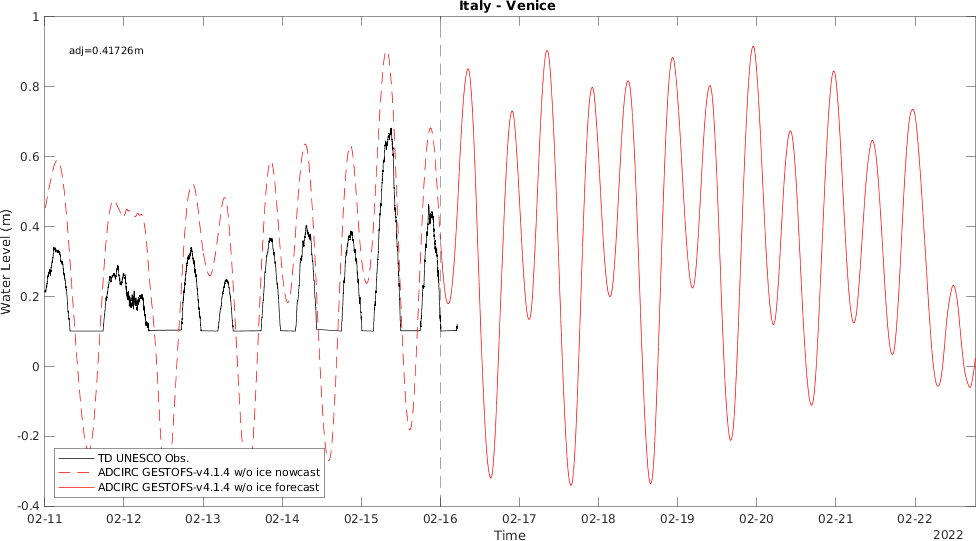 Italy - Venice
adj=0.41726m
Water Level (m)
1
0.8
0.6
0.4
0.2
0
-0.2
-0.4
TD UNESCO Obs.
ADCIRC GESTOFS-v4.1.4 w/o ice nowcast
ADCIRC GESTOFS-v4.1.4 w/o ice forecast
02-11 02-12 02-13 02-14 02-15 02-16 02-17 02-18 02-19 02-20 02-21 02-22
Time
2022